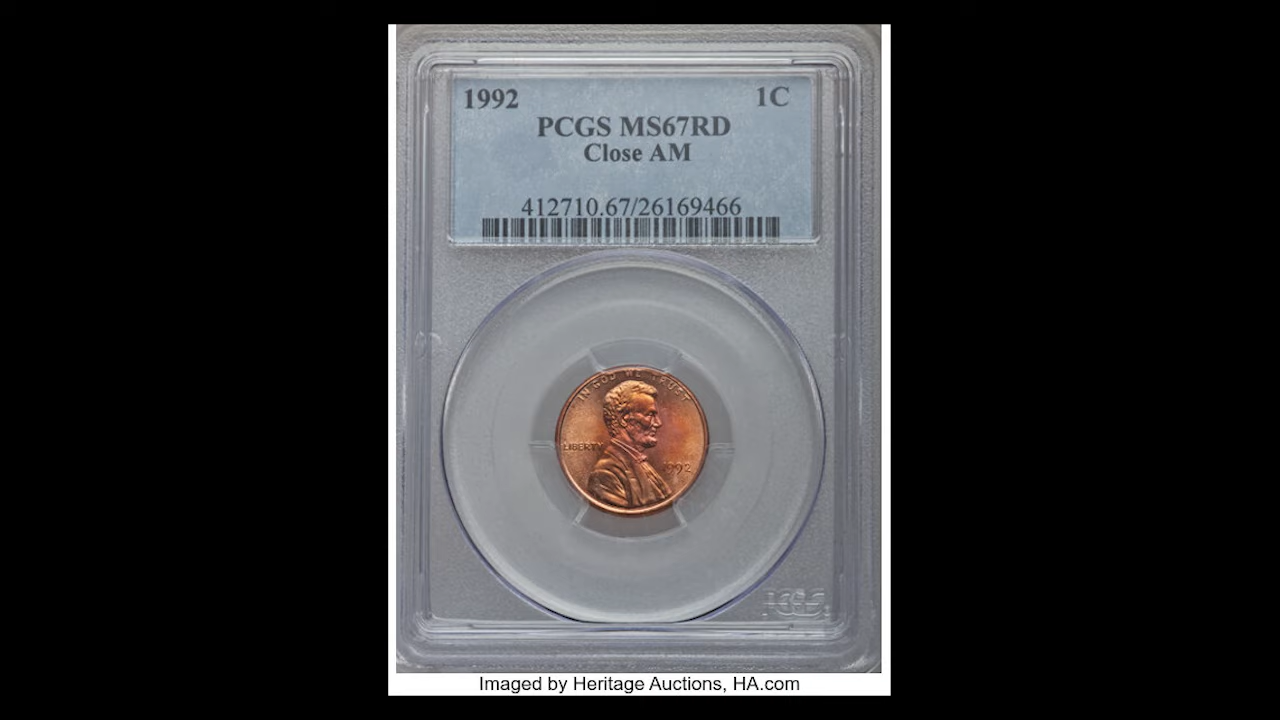 1992 1C
PCGS MS67RD
Close AM
412710.67/26169466
IN GOD WE TRUST
LIBERTY
1992
PCGS
Imaged by Heritage Auctions, HA.com